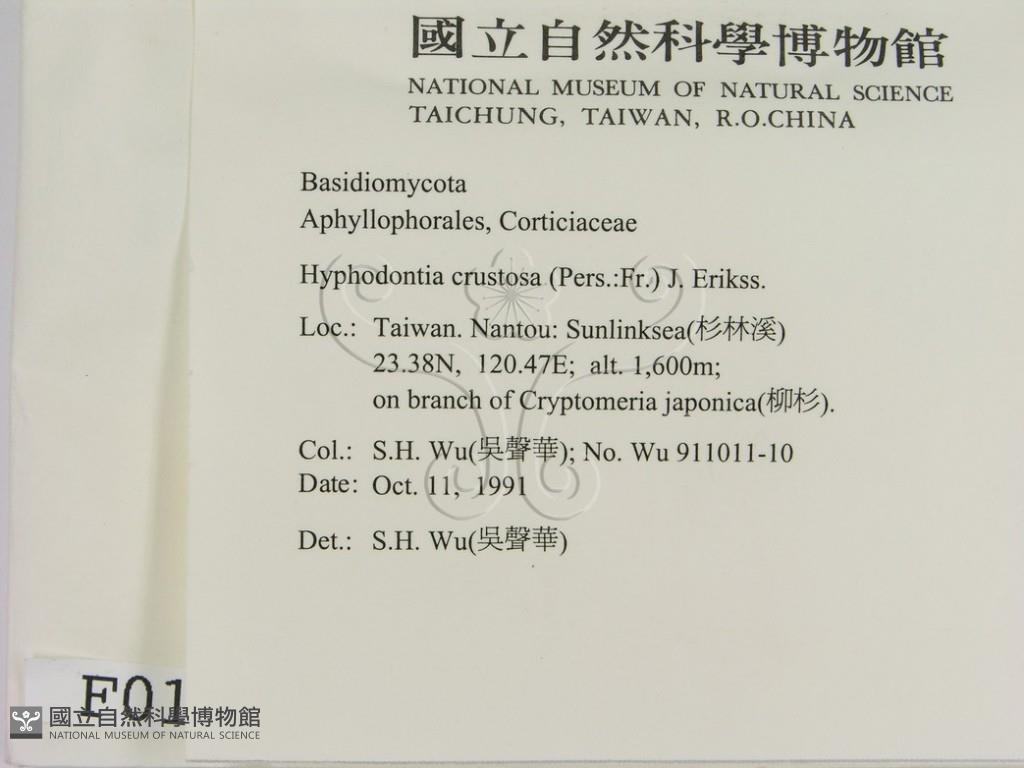 國立自然科學博物館
NATIONAL MUSEUM OF NATURAL SCIENCE
TAICHUNG, TAIWAN, R.O.CHINA
Basidiomycota
Aphyllophorales, Corticiaceae
Hyphodontia crustosa (Pers.:Fr.) J. Erikss.
Loc.: Taiwan. Nantou: Sunlinksea(杉林溪)
23.38N, 120.47E; alt. 1,600m;
on branch of Cryptomeria japonica(柳杉).
Col.: S.H. Wu(吳聲華); No. Wu 911011-10
Date: Oct. 11, 1991
Det.: S.H. Wu(吳聲華)
F01
國立自然科學博物館
NATIONAL MUSEUM OF NATURAL SCIENCE